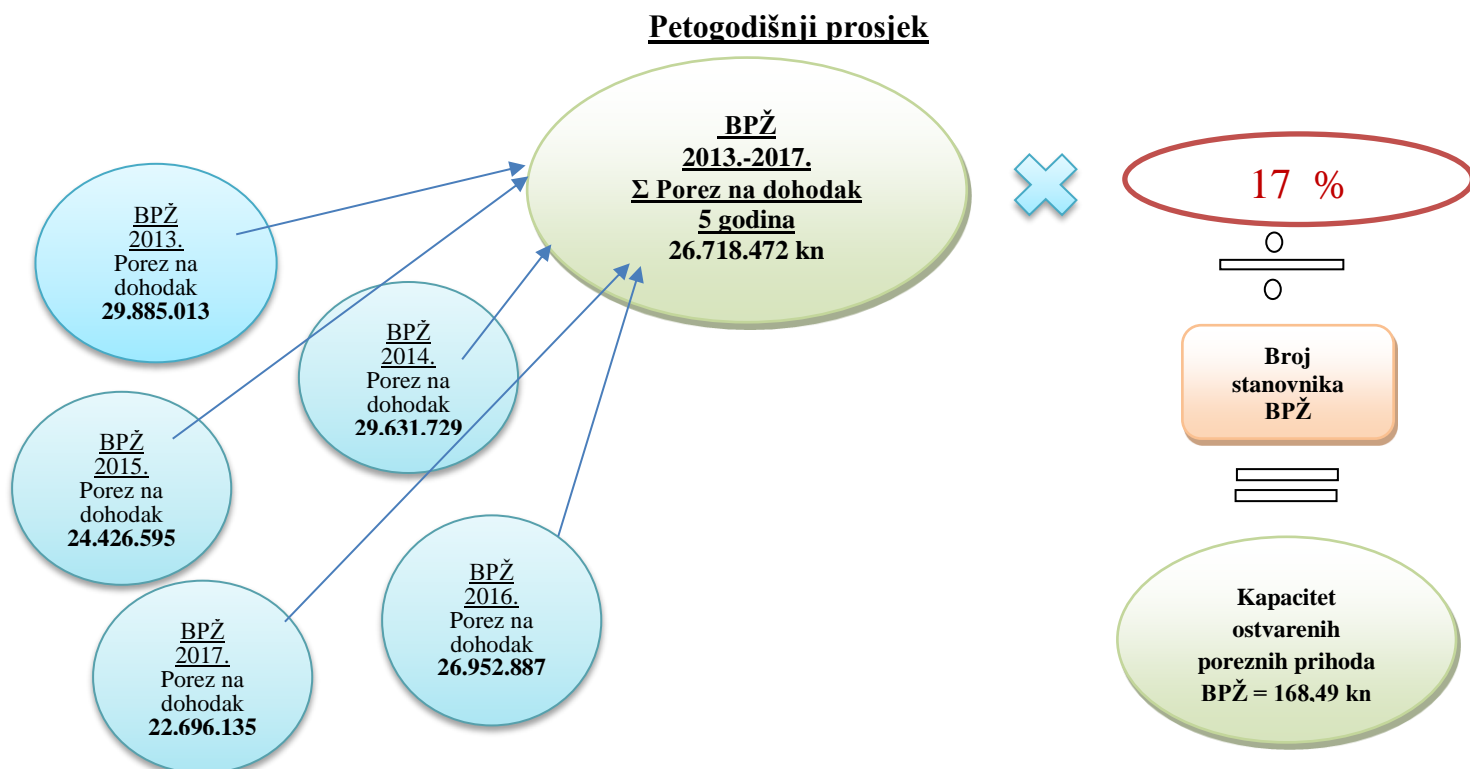 Petogodišnji prosjek
BPŽ
2013.-2017.
Σ Porez na dohodak
5 godina
26.718.472 kn
17 %
BPŽ
2013.
Porez na
dohodak
29.885.013
BPŽ
2014.
Porez na
dohodak
29.631.729
BPŽ
2015.
Porez na
dohodak
24.426.595
BPŽ
2016.
Porez na
dohodak
26.952.887
BPŽ
2017.
Porez na
dohodak
22.696.135
Broj
stanovnika
BPŽ
Kapacitet
ostvarenih
poreznih prihoda
BPŽ = 168,49 kn